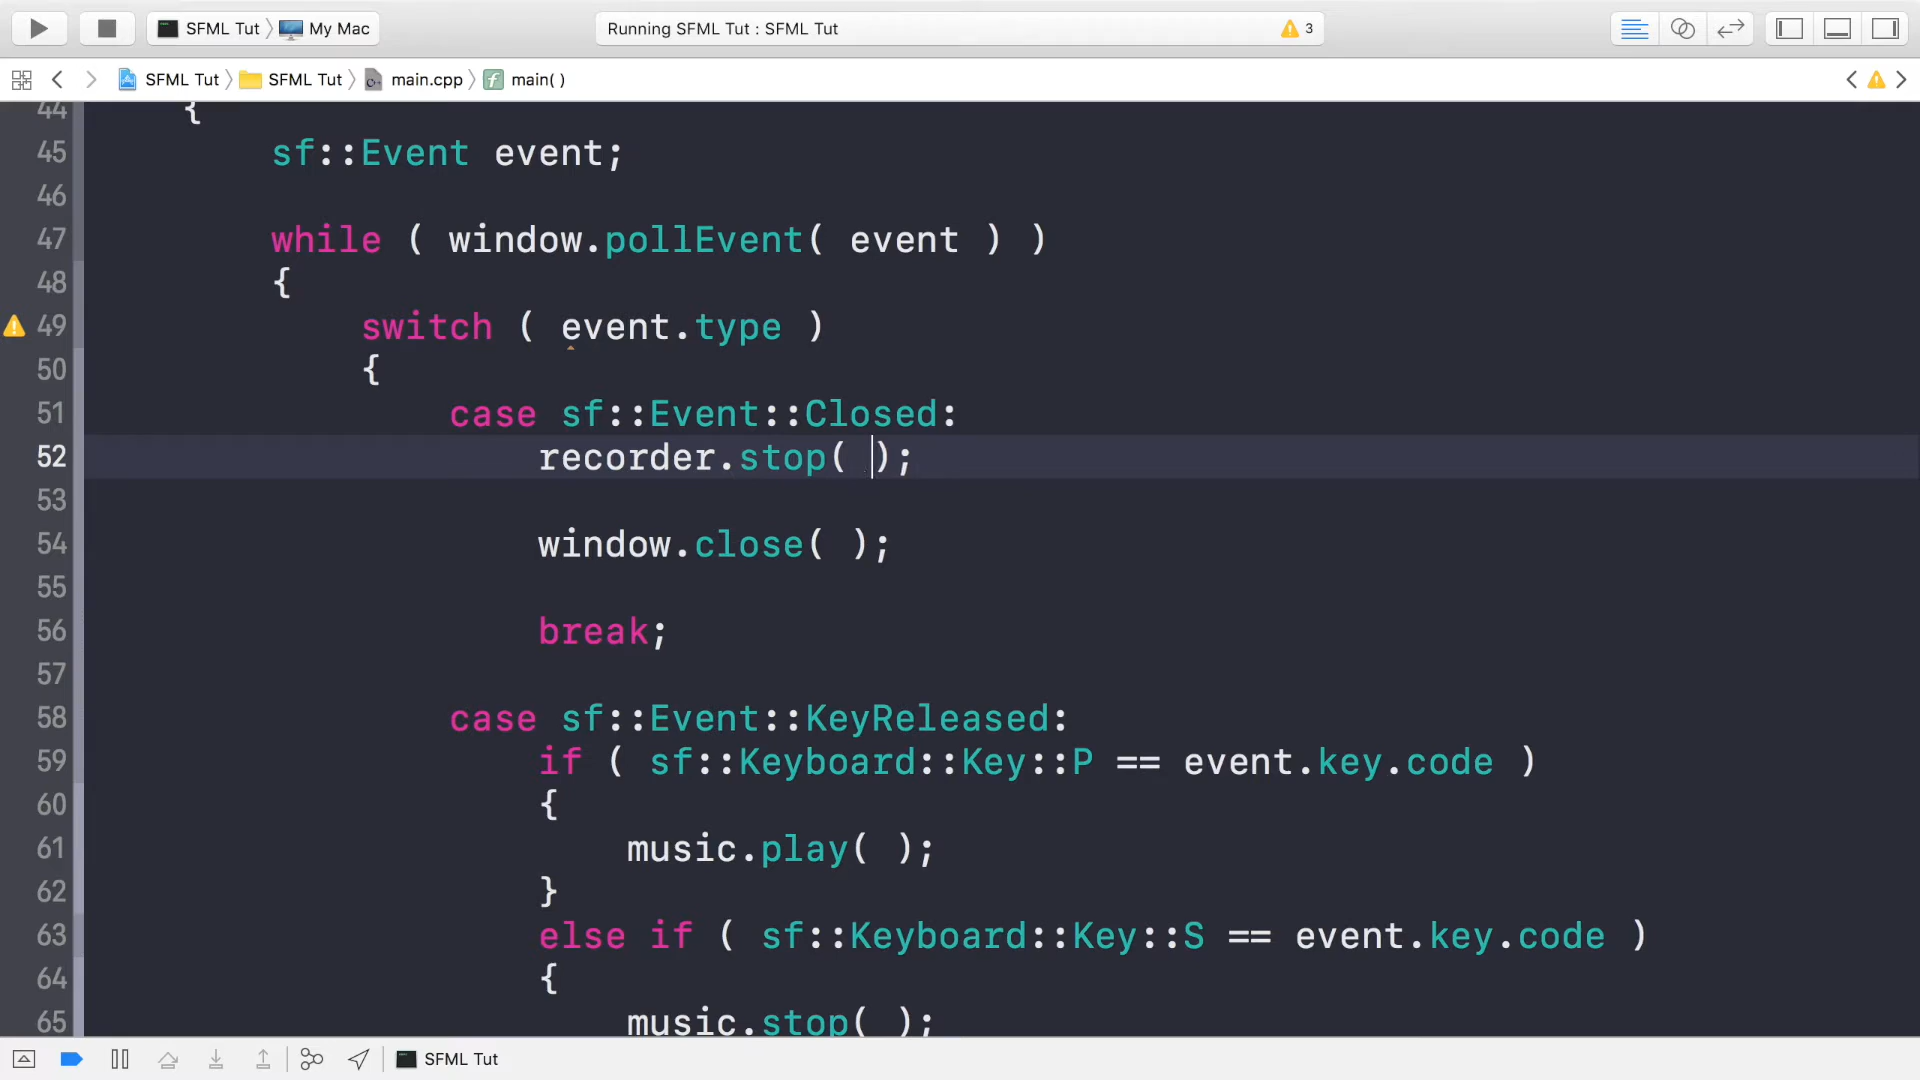 SFML Tut My Mac Running SFML Tut : SFML Tut 3
SFML Tut SFML Tut main.cpp main( )
44 {
45 sf::Event event;
46
47 while ( window.pollEvent( event ) )
48 {
49 switch ( event.type )
50 {
51 case sf::Event::Closed:
52 recorder.stop( );
53
54 window.close( );
55
56 break;
57
58 case sf::Event::KeyReleased:
59 if ( sf::Keyboard::Key::P == event.key.code )
60 {
61 music.play( );
62 }
63 else if ( sf::Keyboard::Key::S == event.key.code )
64 {
65 music.stop( );
SFML Tut